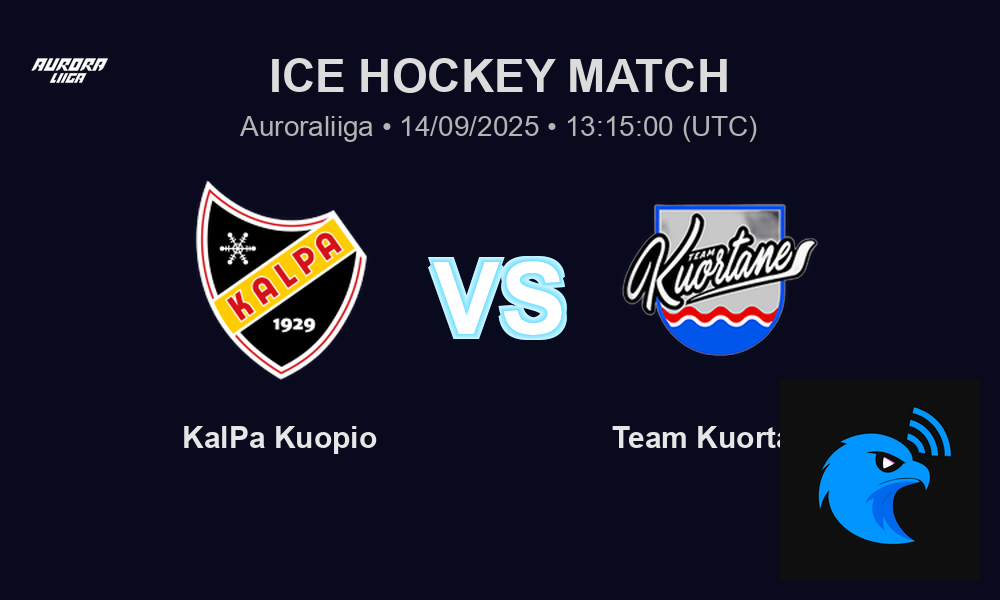 AURORA
LIIGA
ICE HOCKEY MATCH
Auroraliiga • 14/09/2025 • 13:15:00 (UTC)
KALPA
1929
VS
TEAM
Kuortane
KalPa Kuopio
Team